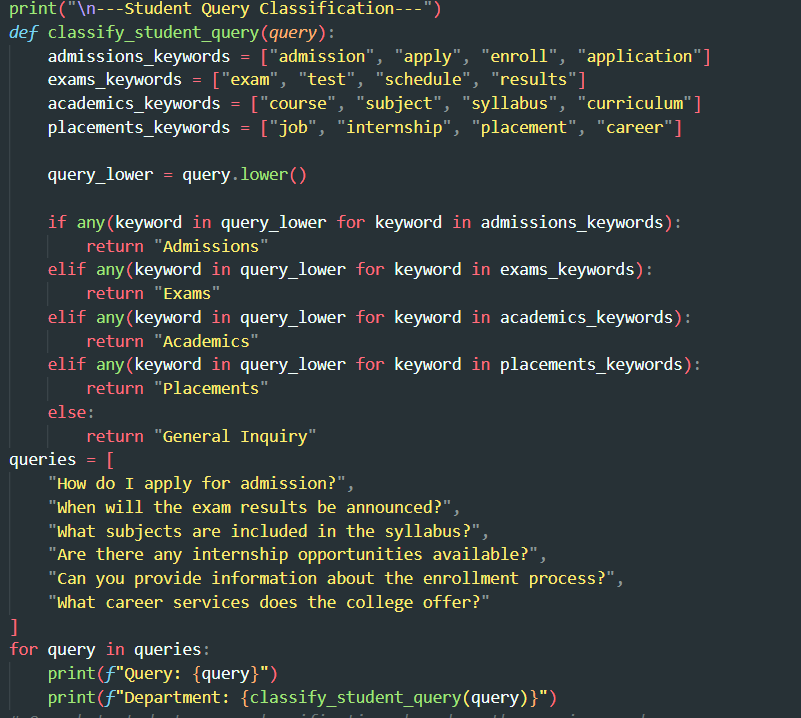 print("\n---Student Query Classification---")
def classify_student_query(query):
    admissions_keywords = ["admission", "apply", "enroll", "application"]
    exams_keywords = ["exam", "test", "schedule", "results"]
    academics_keywords = ["course", "subject", "syllabus", "curriculum"]
    placements_keywords = ["job", "internship", "placement", "career"]

    query_lower = query.lower()

    if any(keyword in query_lower for keyword in admissions_keywords):
        return "Admissions"
    elif any(keyword in query_lower for keyword in exams_keywords):
        return "Exams"
    elif any(keyword in query_lower for keyword in academics_keywords):
        return "Academics"
    elif any(keyword in query_lower for keyword in placements_keywords):
        return "Placements"
    else:
        return "General Inquiry"
queries = [
    "How do I apply for admission?",
    "When will the exam results be announced?",
    "What subjects are included in the syllabus?",
    "Are there any internship opportunities available?",
    "Can you provide information about the enrollment process?",
    "What career services does the college offer?"
]
for query in queries:
    print(f"Query: {query}")
    print(f"Department: {classify_student_query(query)}")